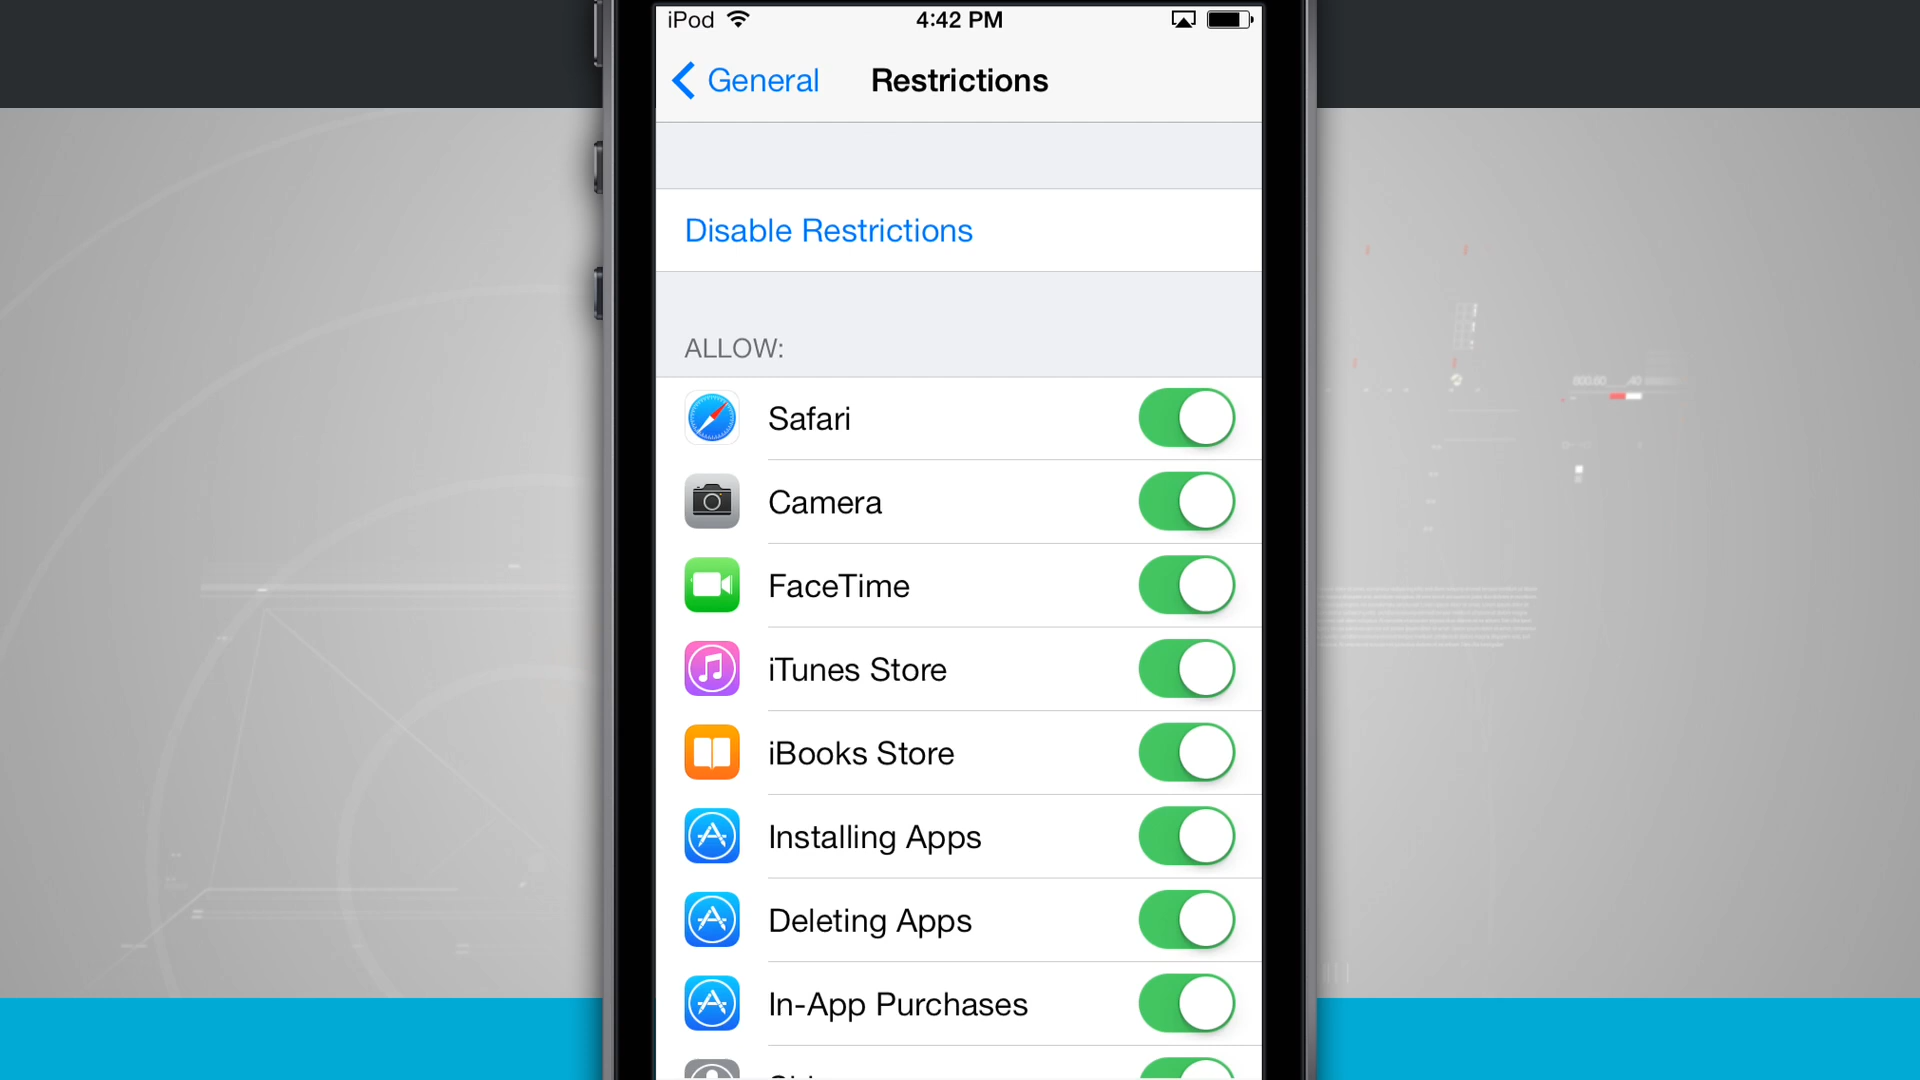 iPod 4:42 PM
General Restrictions
Disable Restrictions
ALLOW:
Safari
Camera
FaceTime
iTunes Store
iBooks Store
Installing Apps
Deleting Apps
In-App Purchases